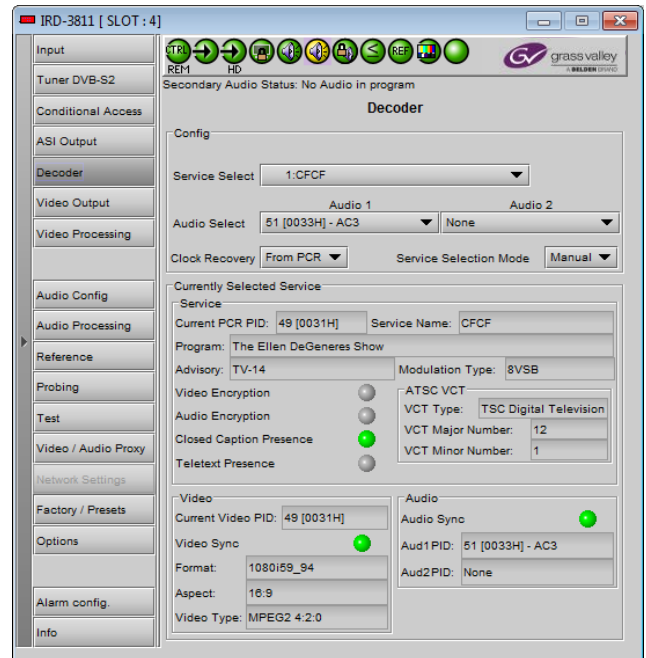 IRD-3811 [ SLOT : 4]
Input
Tuner DVB-S2
Conditional Access
ASI Output
Decoder
Video Output
Video Processing
Audio Config
Audio Processing
Reference
Probing
Test
Video / Audio Proxy
Network Settings
Factory / Presets
Options
Alarm config.
Info
CTRL REF
REM HD
grass valley
A BELDEN BRAND
Secondary Audio Status: No Audio in program
Decoder
Config
Service Select 1:CFCF
Audio 1 Audio 2
Audio Select 51 [0033H] - AC3 None
Clock Recovery From PCR Service Selection Mode Manual
Currently Selected Service
Service
Current PCR PID: 49 [0031H] Service Name: CFCF
Program: The Ellen DeGeneres Show
Advisory: TV-14 Modulation Type: 8VSB
Video Encryption
Audio Encryption
Closed Caption Presence
Teletext Presence
ATSC VCT
VCT Type: TSC Digital Television
VCT Major Number: 12
VCT Minor Number: 1
Video
Current Video PID: 49 [0031H]
Video Sync
Format: 1080i59_94
Aspect: 16:9
Video Type: MPEG2 4:2:0
Audio
Audio Sync
Aud1PID: 51 [0033H] - AC3
Aud2PID: None